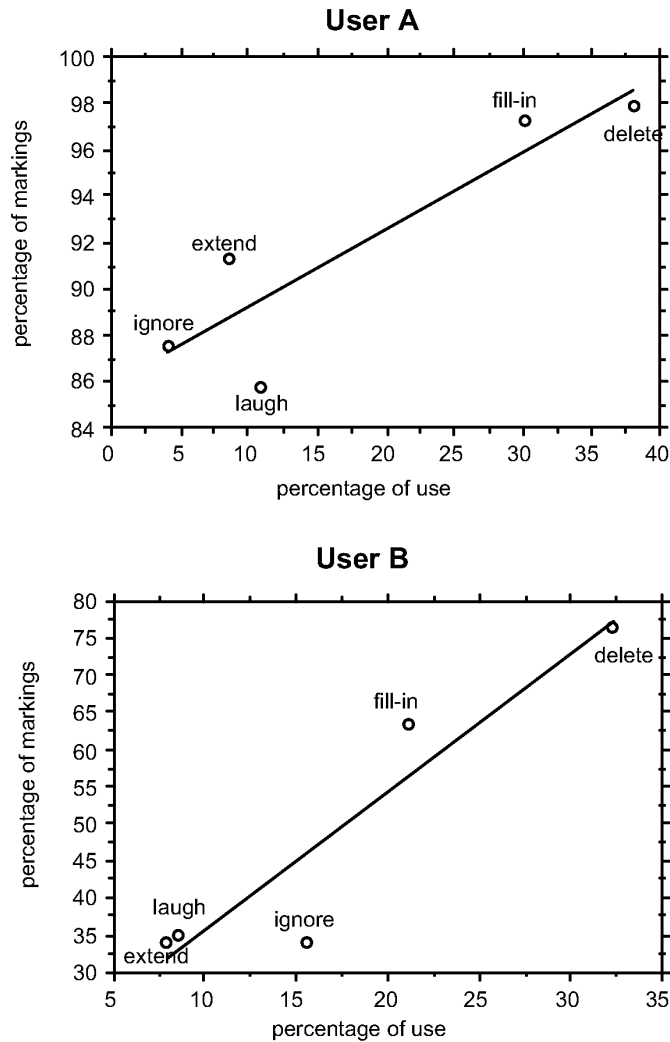 User A
100
98
96
94
92
90
88
86
84
percentage of markings
fill-in
delete
extend
ignore
laugh
0 5 10 15 20 25 30 35 40
percentage of use
User B
80
75
70
65
60
55
50
45
40
35
30
percentage of markings
delete
fill-in
laugh
ignore
extend
5 10 15 20 25 30 35
percentage of use